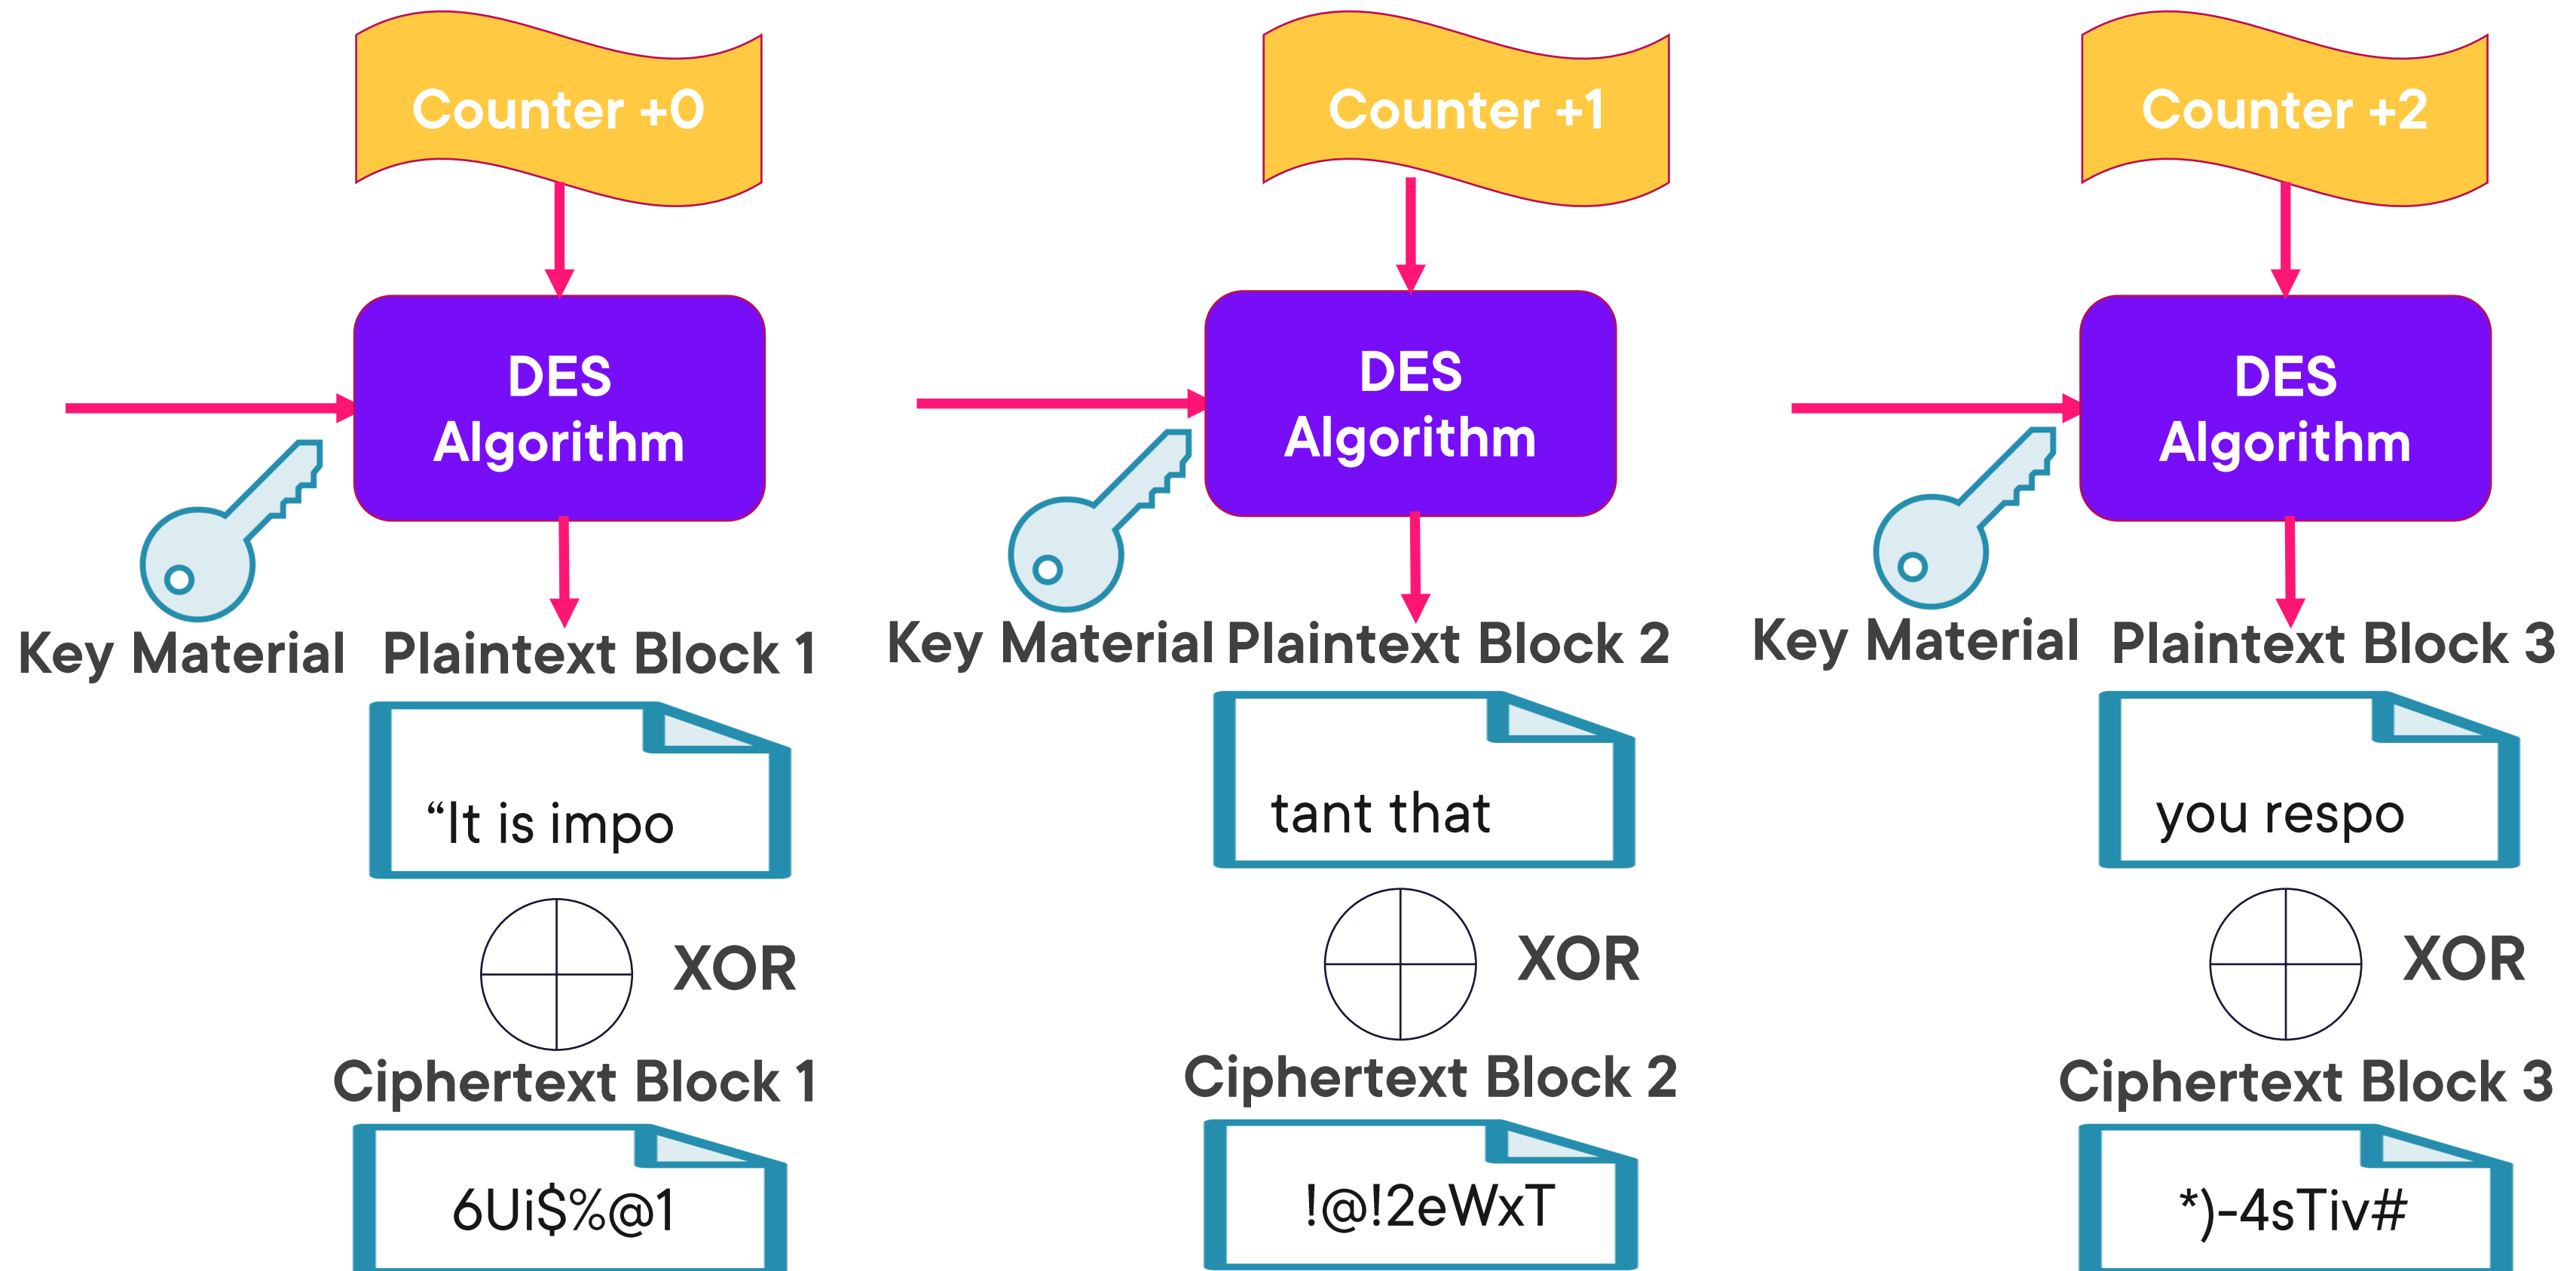 Counter +0
Counter +1
Counter +2
DES
Algorithm
DES
Algorithm
DES
Algorithm
Key Material
Plaintext Block 1
Key Material
Plaintext Block 2
Key Material
Plaintext Block 3
“It is impo
tant that
you respo
XOR
XOR
XOR
Ciphertext Block 1
Ciphertext Block 2
Ciphertext Block 3
6Ui$%@1
!@!2eWxT
*)-4sTiv#